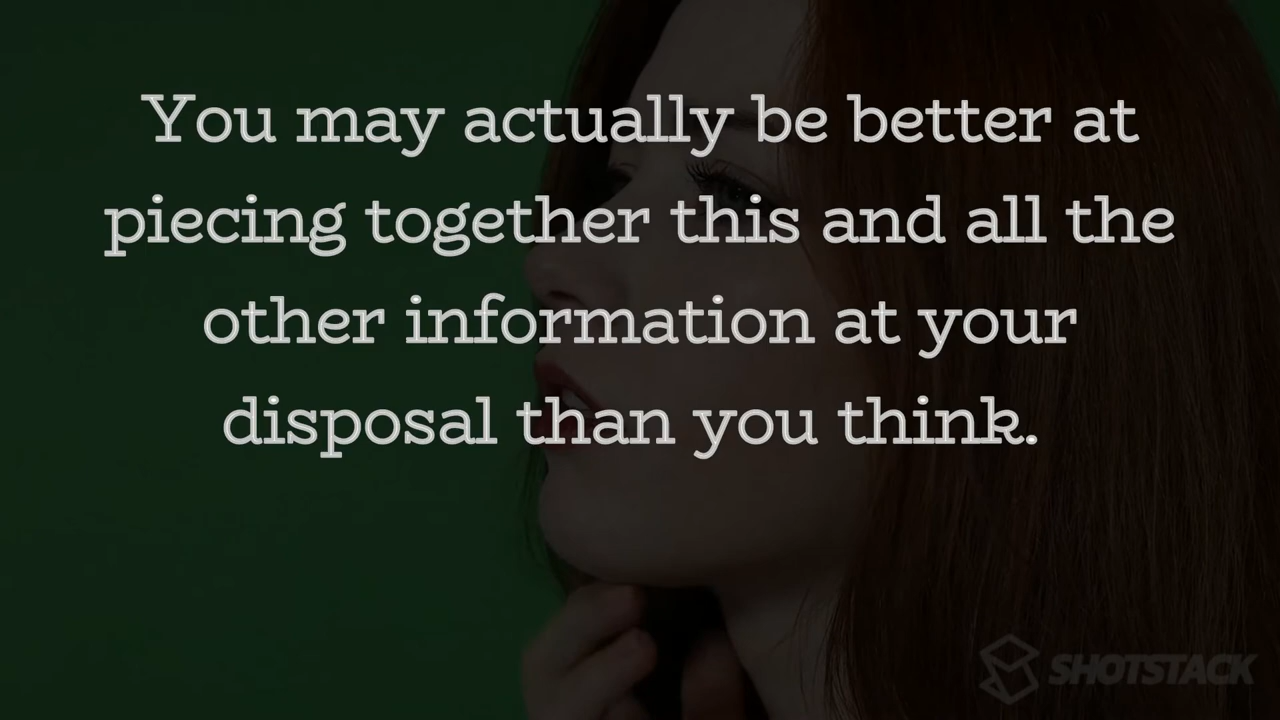 You may actually be better at
piecing together this and all the
other information at your
disposal than you think.
SHOTSTACK